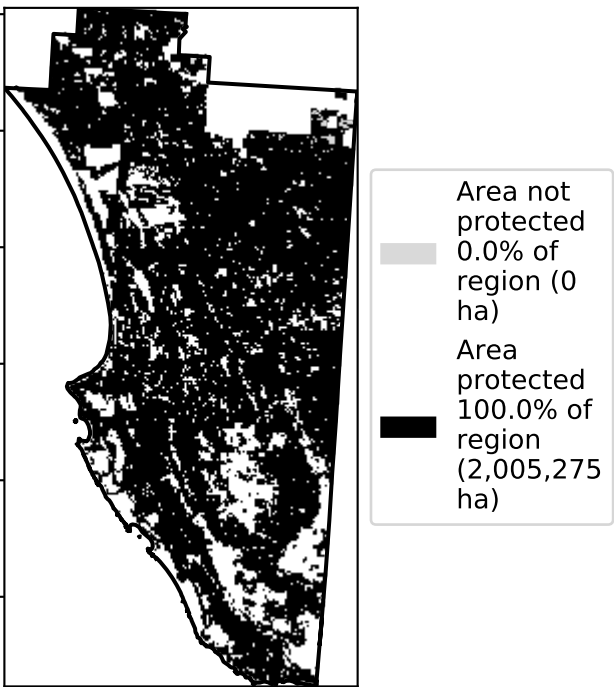 Area not
protected
0.0% of
region (0
ha)
Area
protected
100.0% of
region
(2,005,275
ha)